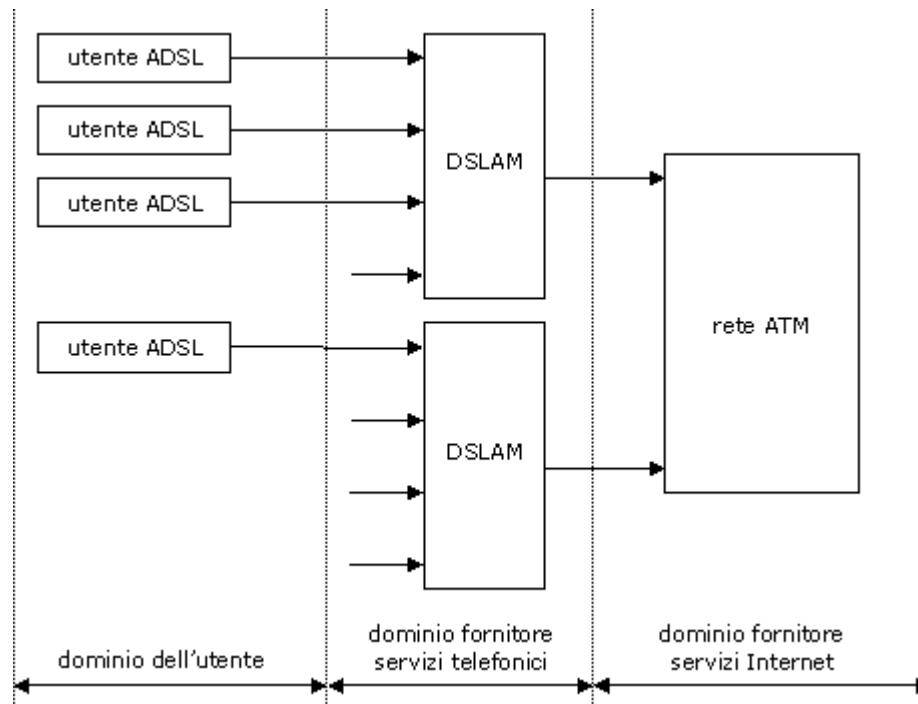 utente ADSL
utente ADSL
utente ADSL
utente ADSL
DSLAM
DSLAM
rete ATM
dominio dell'utente
dominio fornitore
servizi telefonici
dominio fornitore
servizi Internet